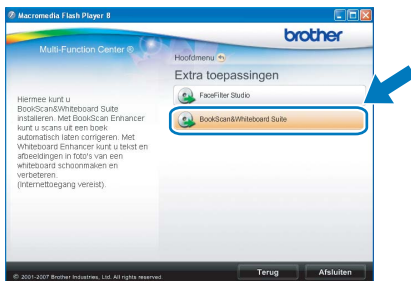 Macromedia Flash Player 8
brother
Multi-Function Center ®
Hoofdmenu
Extra toepassingen
FaceFilter Studio
BookScan&Whiteboard Suite
Hiermee kunt u
BookScan&Whiteboard Suite
installeren. Met BookScan Enhancer
kunt u scans uit een boek
automatisch laten corrigeren. Met
Whiteboard Enhancer kunt u tekst en
afbeeldingen in foto's van een
whiteboard schoonmaken en
verbeteren.
(Internettoegang vereist).
© 2001-2007 Brother Industries, Ltd. All rights reserved.
Terug
Afsluiten